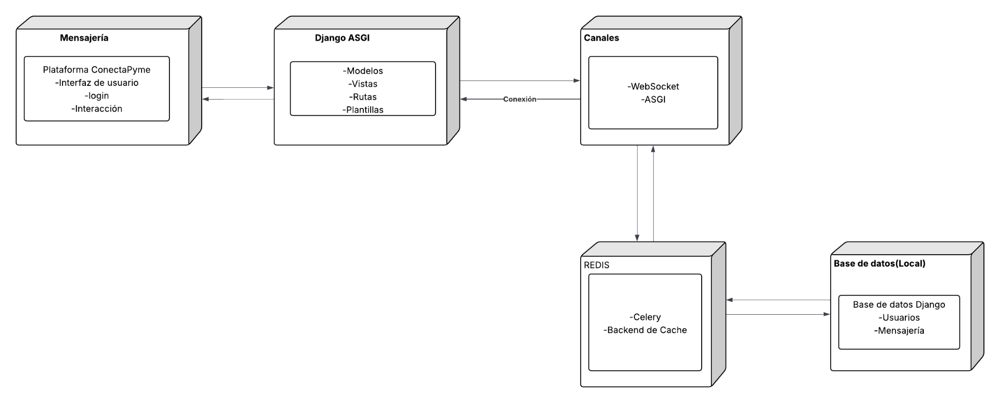 Mensajería
Plataforma ConectaPyme
-Interfaz de usuario
-login
-Interacción
Django ASGI
-Modelos
-Vistas
-Rutas
-Plantillas
Conexión
Canales
-WebSocket
-ASGI
REDIS
-Celery
-Backend de Cache
Base de datos(Local)
Base de datos Django
-Usuarios
-Mensajería